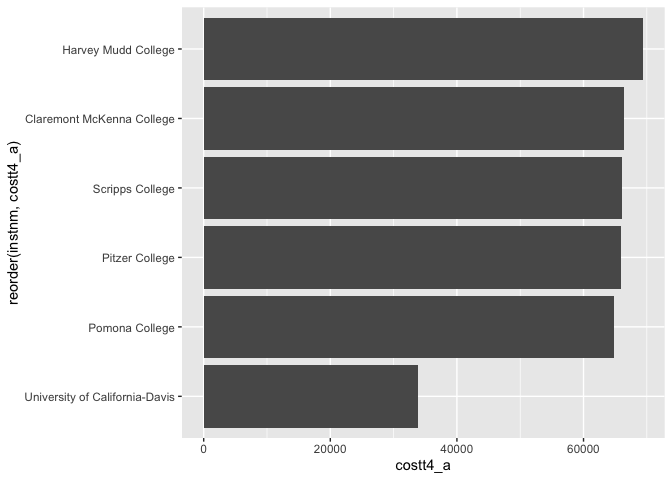 reorder(instnm, costt4_a)
Harvey Mudd College
Claremont McKenna College
Scripps College
Pitzer College
Pomona College
University of California-Davis
0
20000
40000
60000
costt4_a